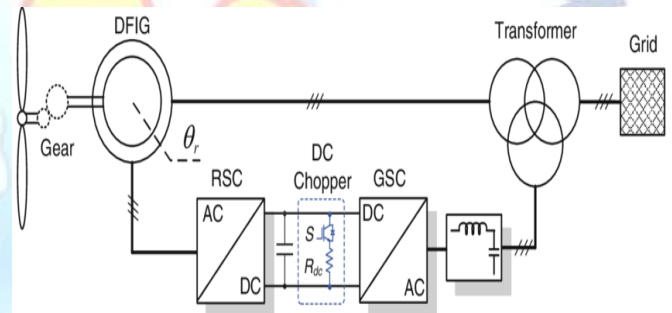 DFIG
Transformer
Grid
Gear
θr
RSC
DC
Chopper
GSC
AC
DC
S
Rdc
DC
AC